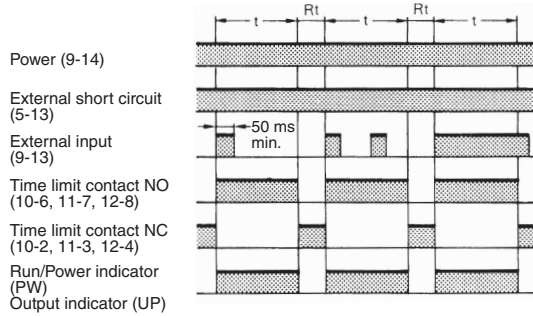 t Rt t Rt t
Power (9-14)
External short circuit
(5-13)
External input
(9-13)
50 ms
min.
Time limit contact NO
(10-6, 11-7, 12-8)
Time limit contact NC
(10-2, 11-3, 12-4)
Run/Power indicator
(PW)
Output indicator (UP)